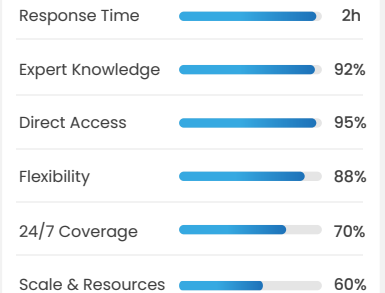 Response Time 2h
Expert Knowledge 92%
Direct Access 95%
Flexibility 88%
24/7 Coverage 70%
Scale & Resources 60%